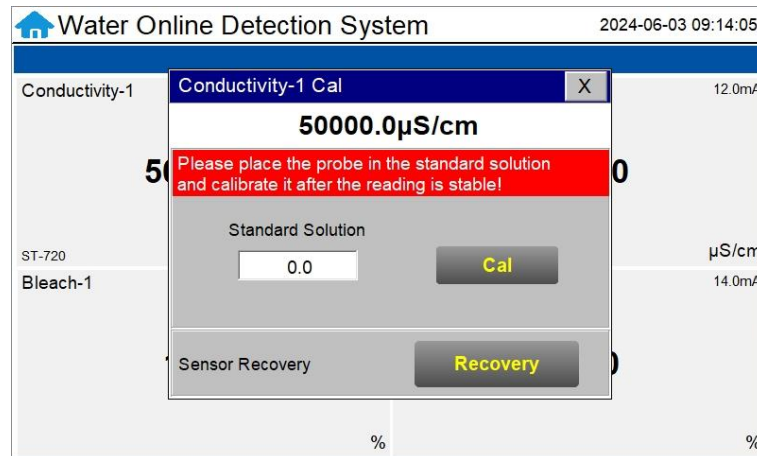 Water Online Detection System
2024-06-03 09:14:05
Conductivity-1
12.0mA
Conductivity-1 Cal
X
50000.0µS/cm
Please place the probe in the standard solution
and calibrate it after the reading is stable!
Standard Solution
0.0
Cal
ST-720
µS/cm
Bleach-1
14.0mA
Sensor Recovery
Recovery
%
%